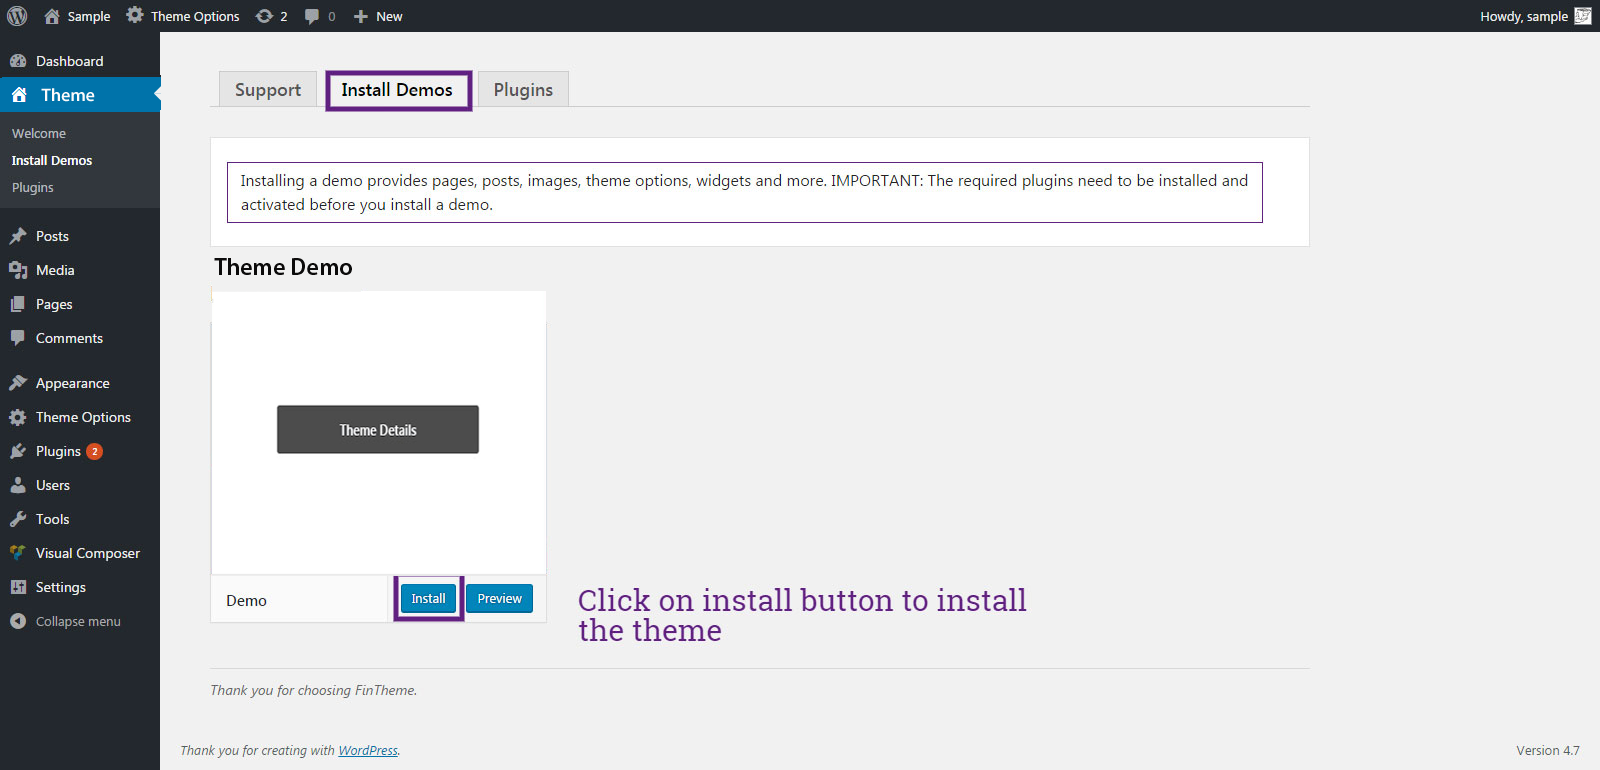 Sample Theme Options 2 0 New Howdy, sample
Dashboard
Theme
Welcome
Install Demos
Plugins
Posts
Media
Pages
Comments
Appearance
Theme Options
Plugins 2
Users
Tools
Visual Composer
Settings
Collapse menu
Support Install Demos Plugins
Installing a demo provides pages, posts, images, theme options, widgets and more. IMPORTANT: The required plugins need to be installed and
activated before you install a demo.
Theme Demo
Theme Details
Demo Install Preview
Click on install button to install
the theme
Thank you for choosing FinTheme.
Thank you for creating with WordPress. Version 4.7